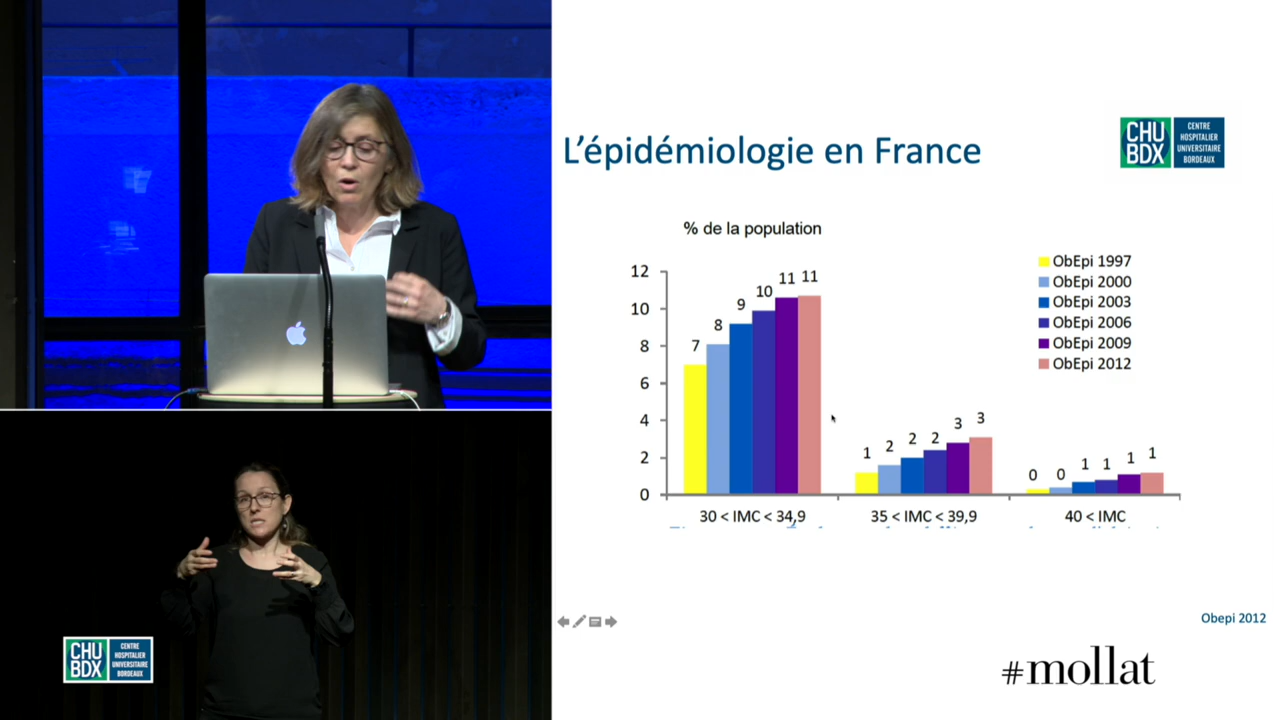 L'épidémiologie en France
CHU
BDX
CENTRE
HOSPITALIER
UNIVERSITAIRE
BORDEAUX
% de la population
12
10
8
6
4
2
0
7
8
9
10
11
11
1
2
2
2
3
3
0
0
1
1
1
1
30 < IMC < 34,9
35 < IMC < 39,9
40 < IMC
ObEpi 1997
ObEpi 2000
ObEpi 2003
ObEpi 2006
ObEpi 2009
ObEpi 2012
Obepi 2012
#mollat
CHU
BDX
CENTRE
HOSPITALIER
UNIVERSITAIRE
BORDEAUX